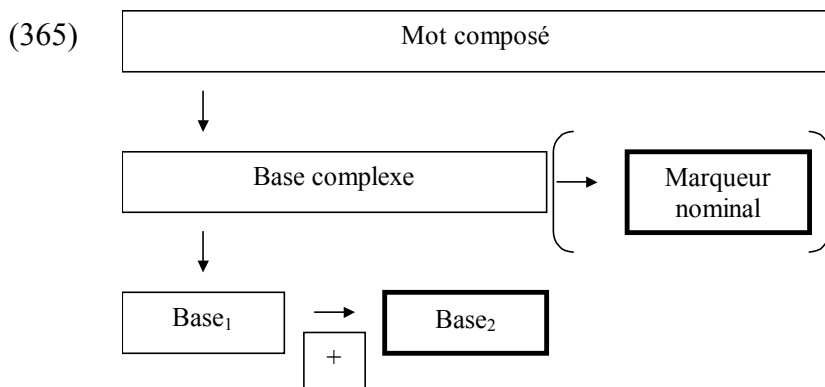 (365)
Mot composé
Base complexe
Marqueur
nominal
Base₁
Base₂
+